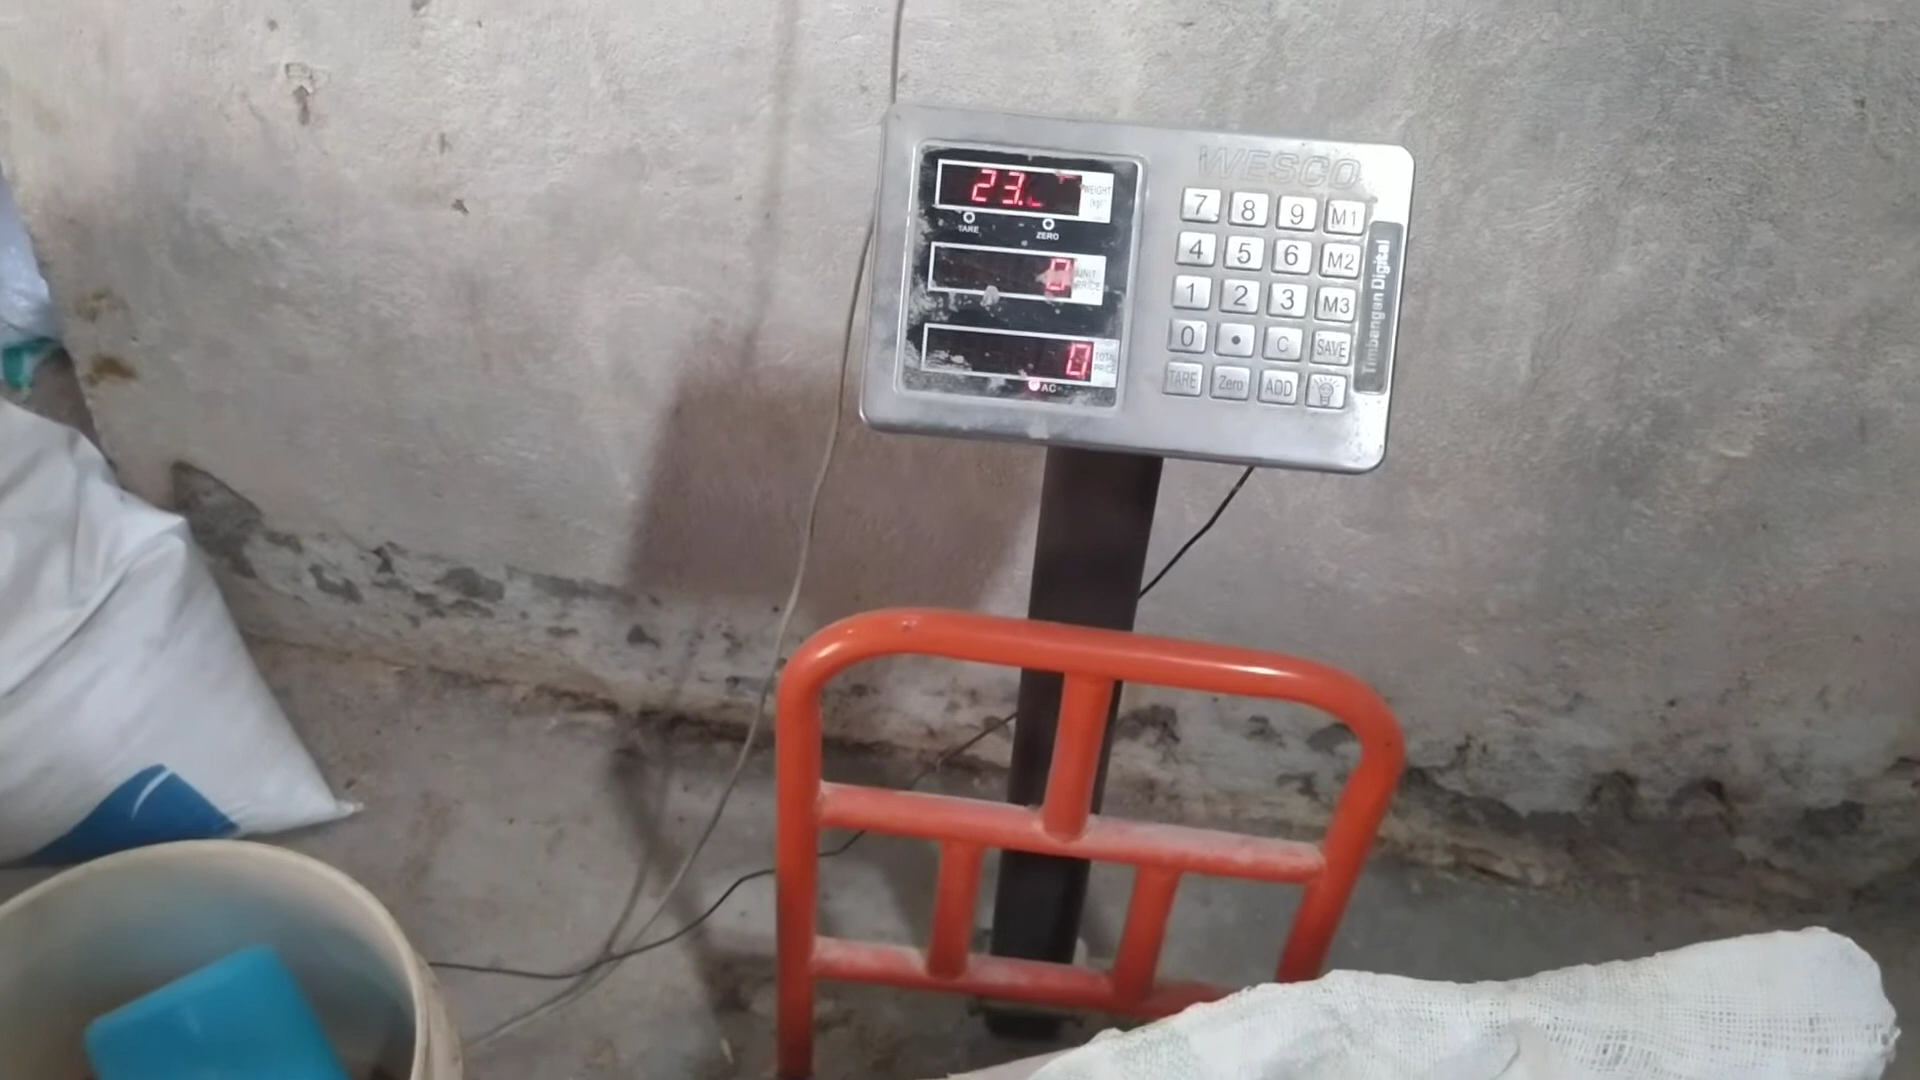 WESCO
23.
WEIGHT
(kg)
TARE
ZERO
0
UNIT
PRICE
0
TOTAL
PRICE
AC
7 8 9 M1
4 5 6 M2
1 2 3 M3
0 • C SAVE
TARE Zero ADD
Timbangan Digital